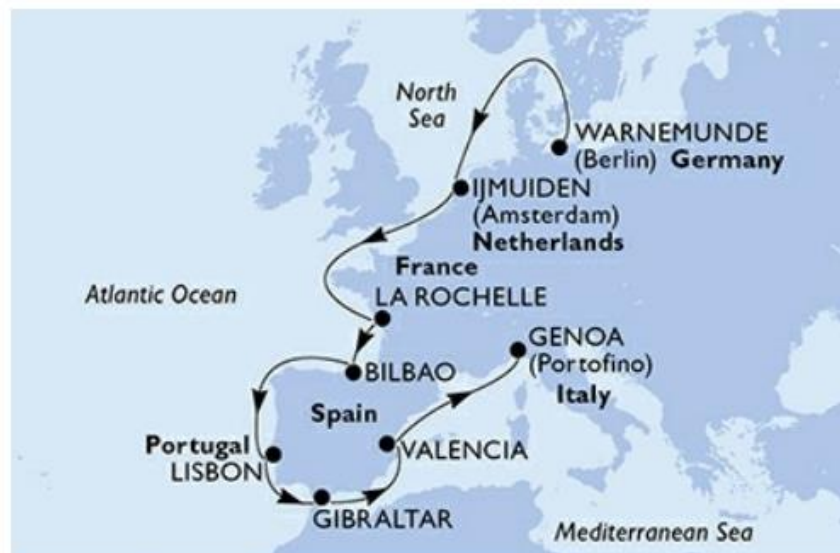 North
Sea
WARNEMUNDE
(Berlin) Germany
IJMUIDEN
(Amsterdam)
Netherlands
France
Atlantic Ocean
LA ROCHELLE
GENOA
(Portofino)
Italy
BILBAO
Spain
Portugal
LISBON
VALENCIA
GIBRALTAR
Mediterranean Sea